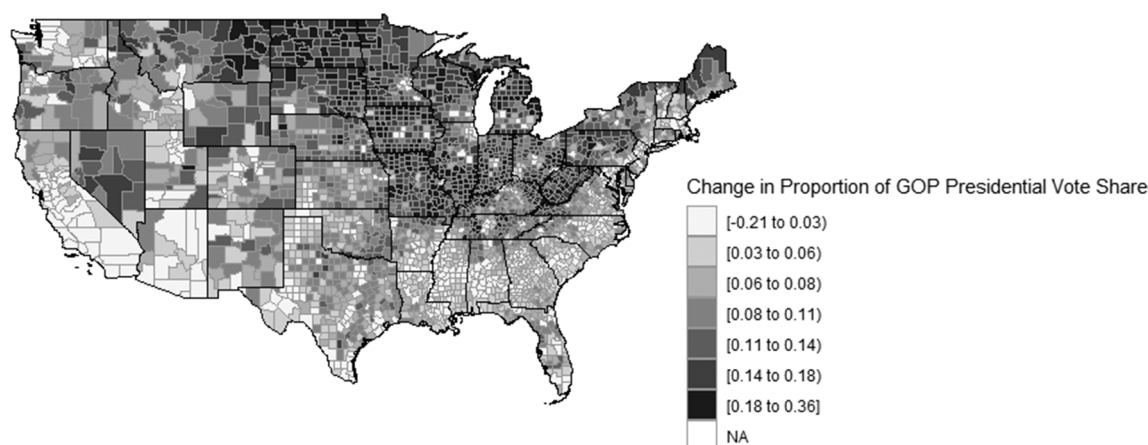 Change in Proportion of GOP Presidential Vote Share
[-0.21 to 0.03)
[0.03 to 0.06)
[0.06 to 0.08)
[0.08 to 0.11)
[0.11 to 0.14)
[0.14 to 0.18)
[0.18 to 0.36]
NA